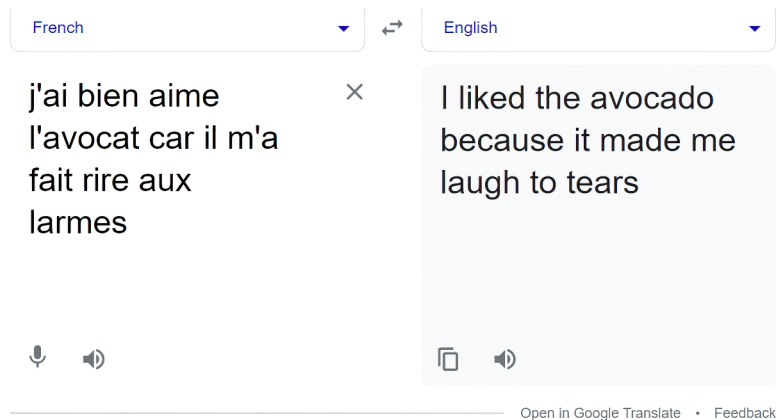 French
English
j'ai bien aime
l'avocat car il m'a
fait rire aux
larmes
I liked the avocado
because it made me
laugh to tears
Open in Google Translate • Feedback